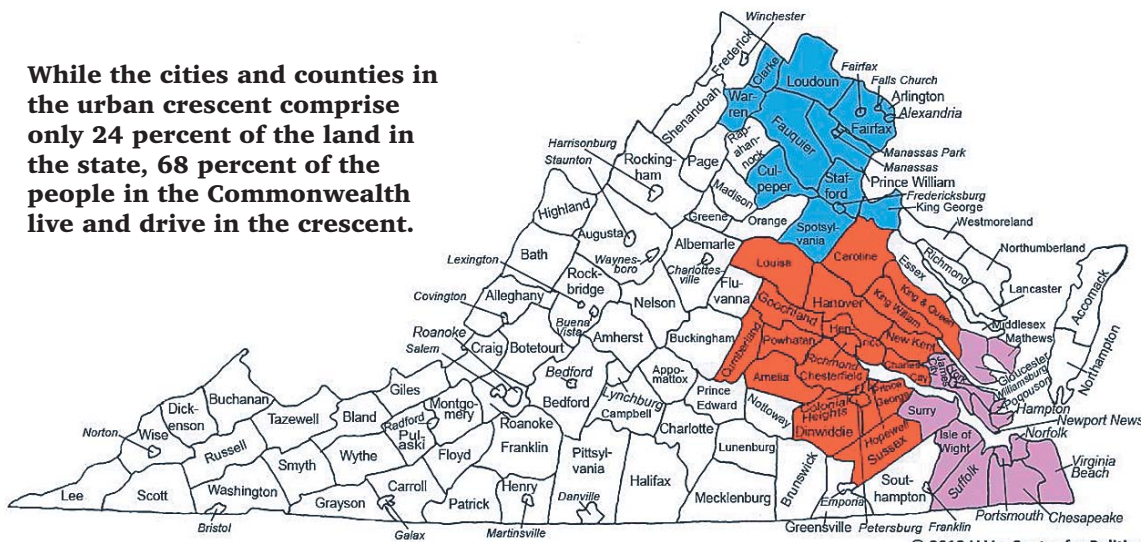 While the cities and counties in
the urban crescent comprise
only 24 percent of the land in
the state, 68 percent of the
people in the Commonwealth
live and drive in the crescent.
Winchester
Frederick
Clarke
Loudoun
Fairfax
Falls Church
Arlington
Alexandria
Fairfax
War-
ren
Shenandoah
Fauquier
Rap-
ahan-
nock
Manassas Park
Manassas
Prince William
Harrisonburg
Staunton
Rocking-
ham
Page
Cul-
peper
Staf-
ford
Fredericksburg
King George
Madison
Westmoreland
Highland
Greene
Orange
Spotsyl-
vania
Northumberland
Augusta
Albemarle
Richmond
Essex
Caroline
Louisa
Lexington
Bath
Waynes-
boro
Charlottes-
ville
Lancaster
Accomack
Rock-
bridge
Flu-
vanna
Hanover
King William
King & Queen
Goochland
Covington
Alleghany
Nelson
Middlesex
Mathews
Buena
Vista
Buckingham
Cumberland
Powhatan
Hen-
rico
New Kent
Gloucester
Northampton
Roanoke
Salem
Craig
Botetourt
Amherst
Richmond
Charles
City
James
City
York
Williamsburg
Poquoson
Bedford
Appo-
mattox
Amelia
Chesterfield
Prince
George
Hampton
Newport News
Norfolk
Giles
Prince
Edward
Nottoway
Colonial
Heights
Surry
Buchanan
Dick-
enson
Tazewell
Bland
Montgo-
mery
Radford
Roanoke
Bedford
Lynchburg
Campbell
Charlotte
Dinwiddie
Hopewell
Sussex
Isle of
Wight
Virginia
Beach
Norton
Wise
Russell
Smyth
Wythe
Pul-
aski
Floyd
Franklin
Pittsyl-
vania
Lunenburg
Suffolk
Halifax
Brunswick
South-
hampton
Lee
Scott
Washington
Grayson
Carroll
Patrick
Henry
Danville
Mecklenburg
Emporia
Bristol
Galax
Martinsville
Greensville
Petersburg
Franklin
Portsmouth
Chesapeake